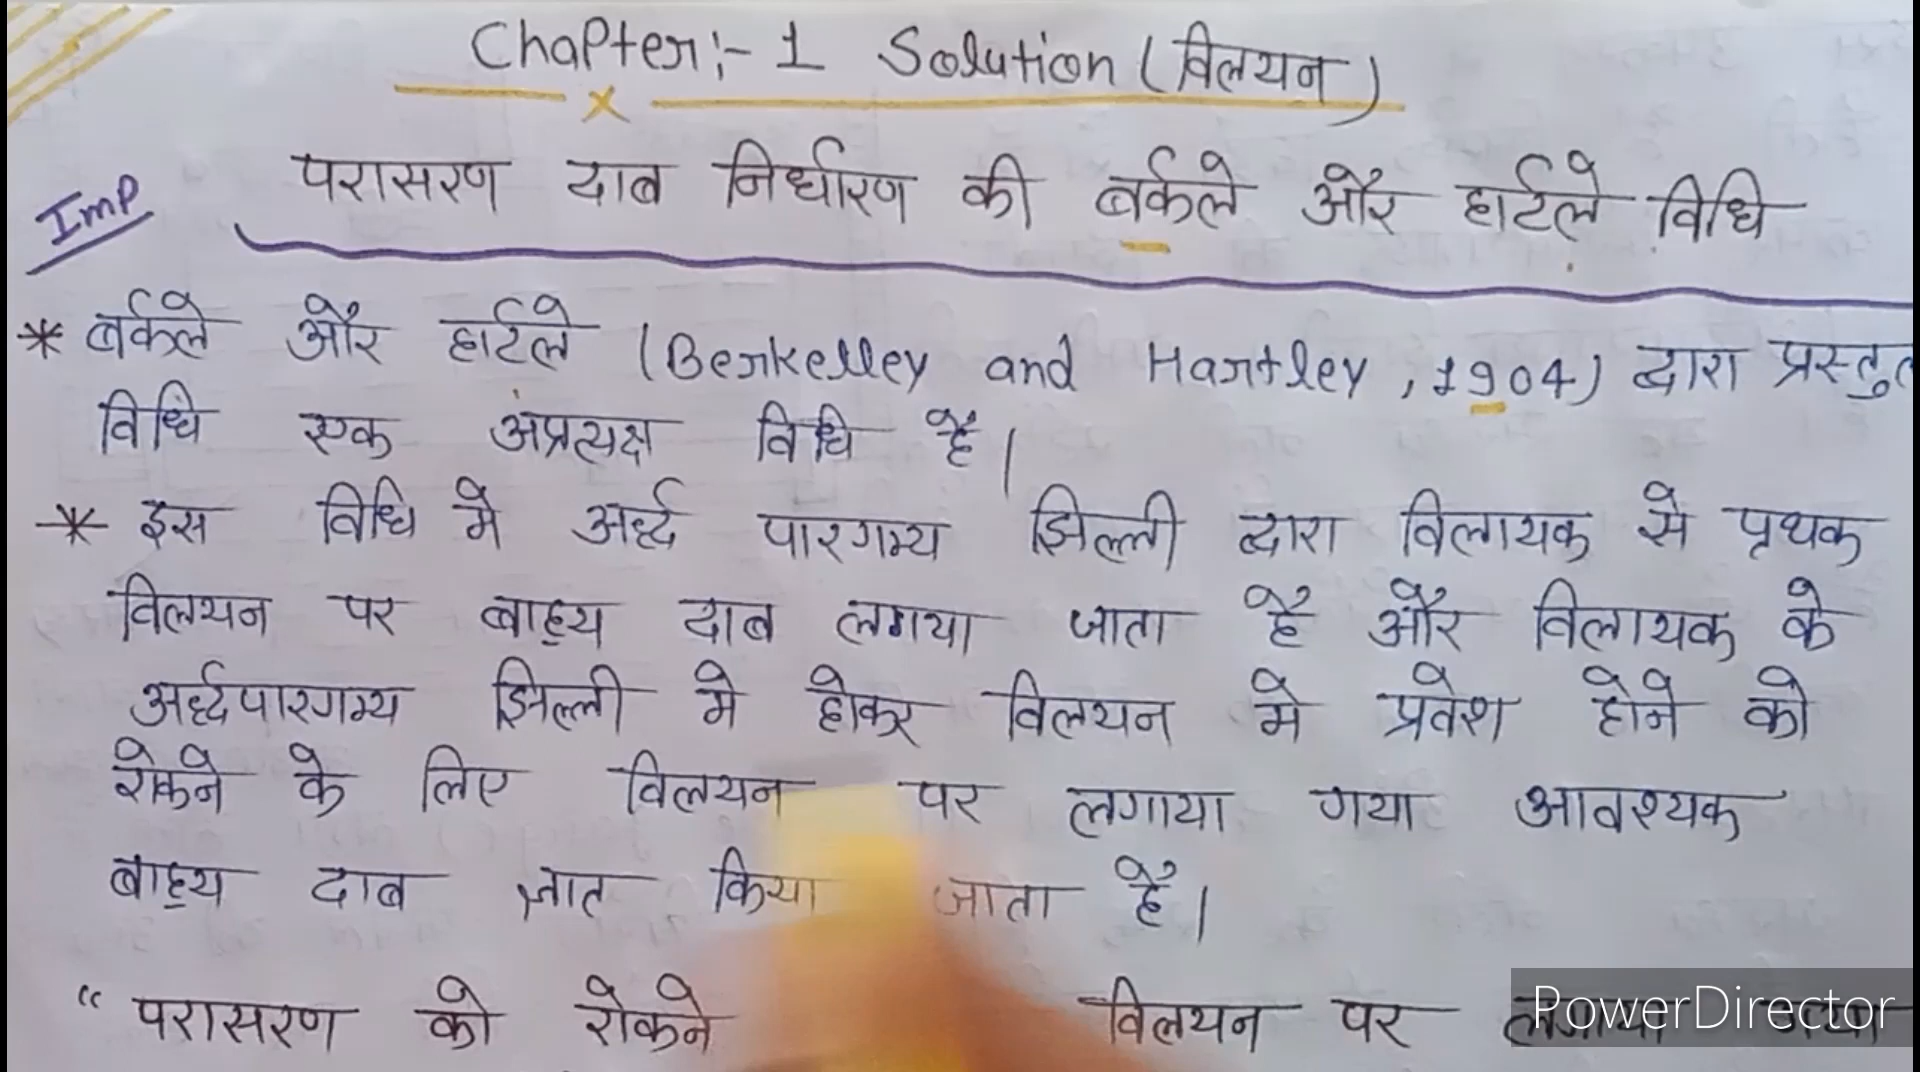 Chapter:- 1 Solution (विलयन)
Imp
परासरण दाब निर्धारण की बर्कले और हार्टले विधि
* बर्कले और हार्टले (Berkelley and Hartley, 1904) द्वारा प्रस्तुत
विधि एक अंप्रत्यक्ष विधि है।
* इस विधि मे अर्द्ध पारगम्य झिल्ली द्वारा विलायक से पृथक
विलयन पर बाह्य दाब लगया जाता है और विलायक के
अर्द्धपारगम्य झिल्ली मे होकर विलयन मे प्रवेश होने को
रोकने के लिए विलयन पर लगाया गया आवश्यक
बाह्य दाब ज्ञात किया जाता है।
“ परासरण को रोकने विलयन पर लगाया गया
PowerDirector